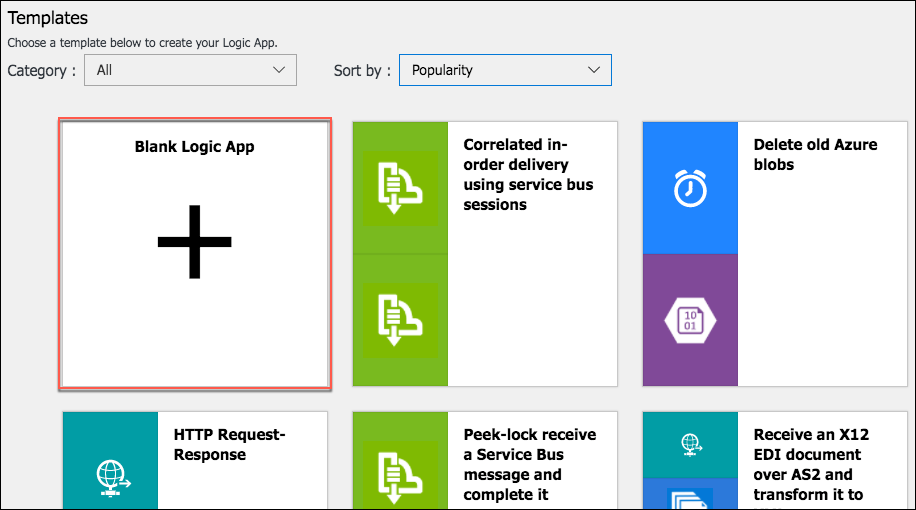 Templates
Choose a template below to create your Logic App.
Category :
All
Sort by :
Popularity
Blank Logic App
Correlated in-
order delivery
using service bus
sessions
Delete old Azure
blobs
10
01
HTTP Request-
Response
Peek-lock receive
a Service Bus
message and
complete it
Receive an X12
EDI document
over AS2 and
transform it to